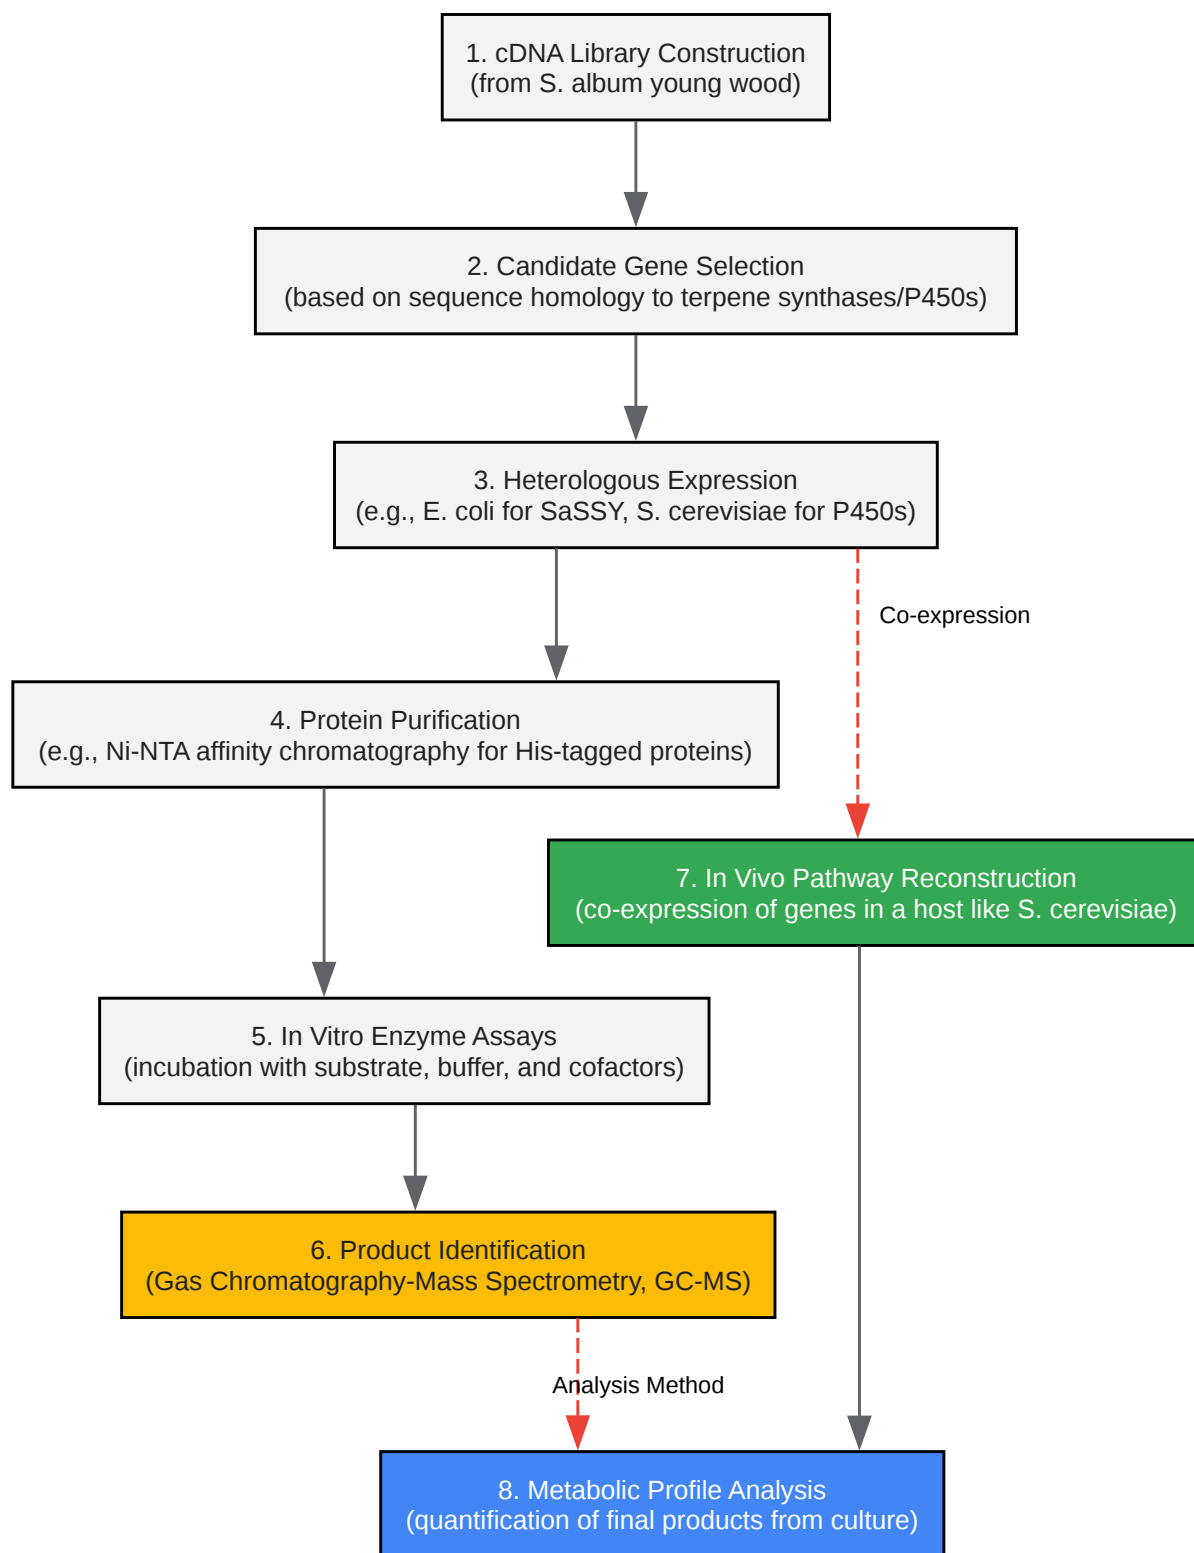 1. cDNA Library Construction
(from S. album young wood)
2. Candidate Gene Selection
(based on sequence homology to terpene synthases/P450s)
3. Heterologous Expression
(e.g., E. coli for SaSSY, S. cerevisiae for P450s)
Co-expression
4. Protein Purification
(e.g., Ni-NTA affinity chromatography for His-tagged proteins)
7. In Vivo Pathway Reconstruction
(co-expression of genes in a host like S. cerevisiae)
5. In Vitro Enzyme Assays
(incubation with substrate, buffer, and cofactors)
6. Product Identification
(Gas Chromatography-Mass Spectrometry, GC-MS)
Analysis Method
8. Metabolic Profile Analysis
(quantification of final products from culture)